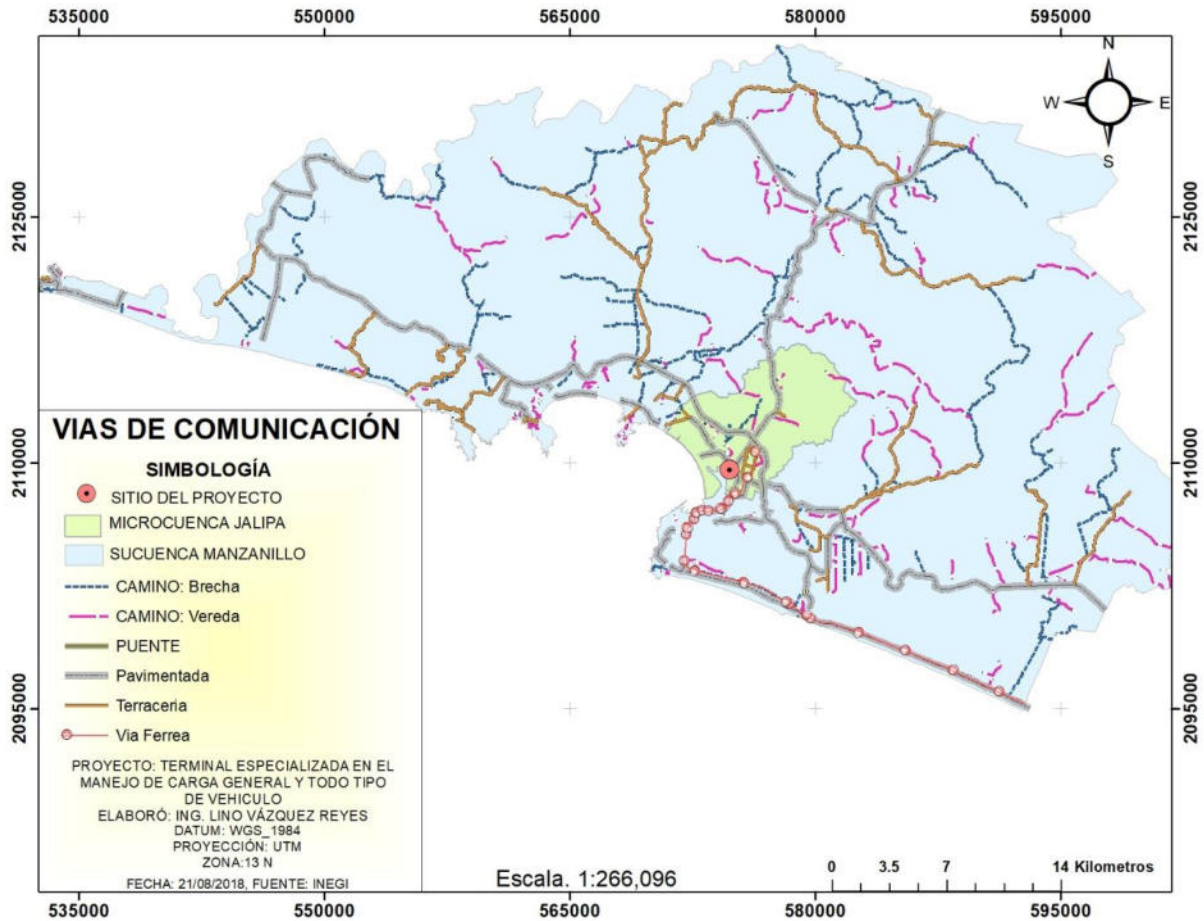 535000 550000 565000 580000 595000
N
W E
S
2125000 2125000
2110000 2110000
2095000 2095000
VIAS DE COMUNICACIÓN
SIMBOLOGÍA
SITIO DEL PROYECTO
MICROCUENCA JALIPA
SUCUENCA MANZANILLO
CAMINO: Brecha
CAMINO: Vereda
PUENTE
Pavimentada
Terraceria
Via Ferrea
PROYECTO: TERMINAL ESPECIALIZADA EN EL
MANEJO DE CARGA GENERAL Y TODO TIPO
DE VEHICULO
ELABORÓ: ING. LINO VÁZQUEZ REYES
DATUM: WGS_1984
PROYECCIÓN: UTM
ZONA:13 N
FECHA: 21/08/2018, FUENTE: INEGI
Escala. 1:266,096
0 3.5 7 14 Kilometros
535000 550000 565000 580000 595000